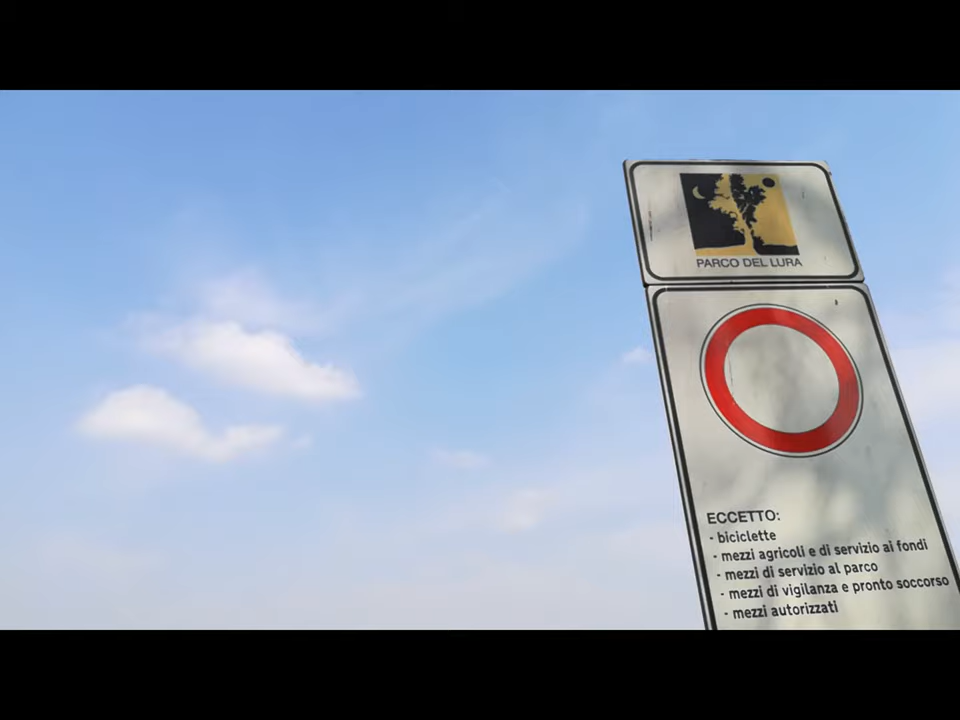 PARCO DEL LURA
ECCETTO:
- biciclette
- mezzi agricoli e di servizio ai fondi
- mezzi di servizio al parco
- mezzi di vigilanza e pronto soccorso
- mezzi autorizzati